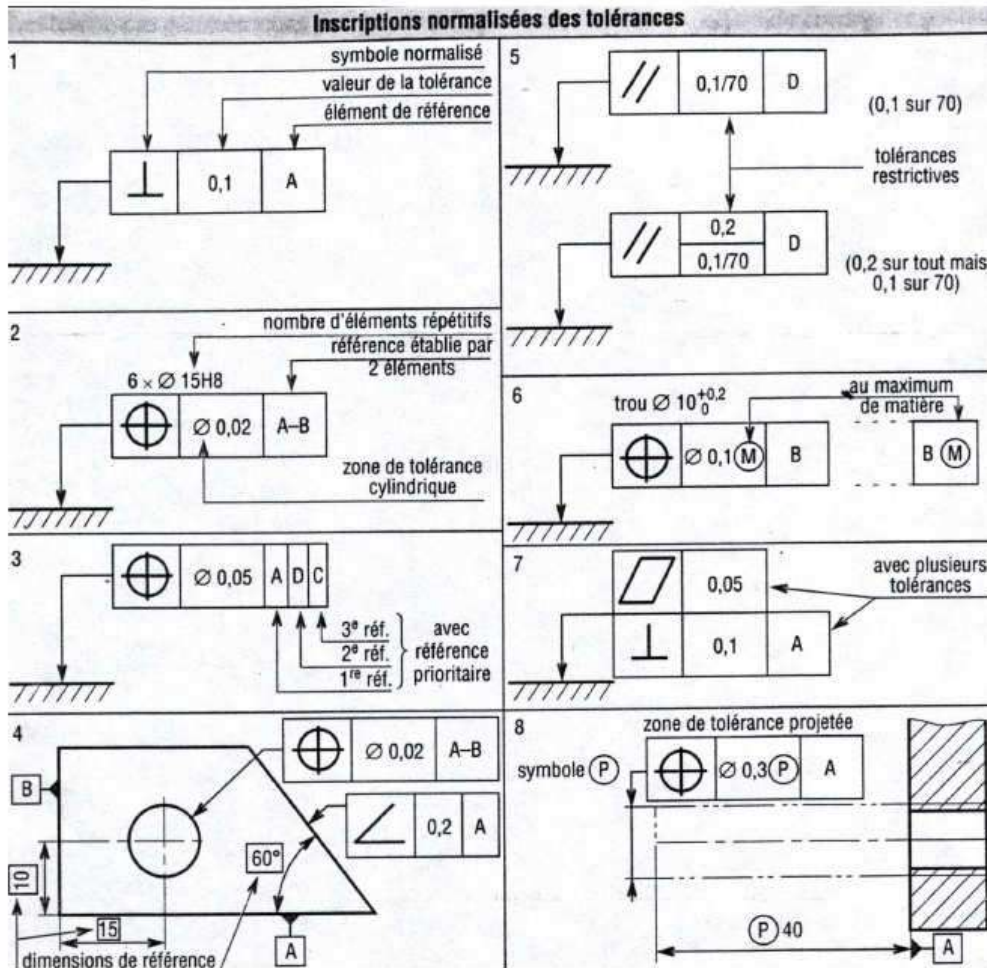 Inscriptions normalisées des tolérances
1
symbole normalisé
valeur de la tolérance
élément de référence
⊥ 0,1 A
2
nombre d'éléments répétitifs
référence établie par
2 éléments
6 × Ø 15H8
⌖ Ø 0,02 A–B
zone de tolérance
cylindrique
3
⌖ Ø 0,05 A D C
3e réf.
2e réf.
1re réf.
avec
référence
prioritaire
4
⌖ Ø 0,02 A–B
B
∠ 0,2 A
60°
10
15
A
dimensions de référence
5
// 0,1/70 D
(0,1 sur 70)
tolérances
restrictives
// 0,2 D
0,1/70
(0,2 sur tout mais
0,1 sur 70)
6
trou Ø 10 +0,2 0
au maximum
de matière
⌖ Ø 0,1 Ⓜ B
B Ⓜ
7
⏥ 0,05
avec plusieurs
tolérances
⊥ 0,1 A
8
zone de tolérance projetée
symbole Ⓟ
⌖ Ø 0,3 Ⓟ A
Ⓟ 40
A